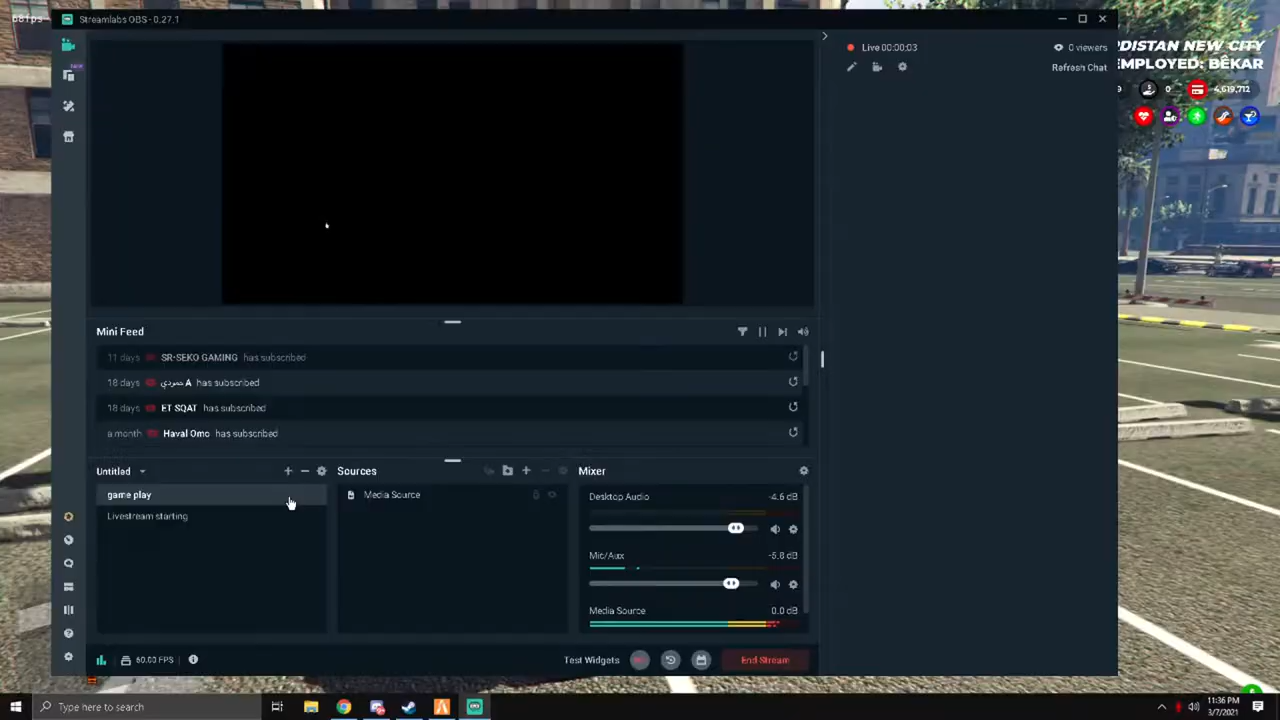 Streamlabs OBS - 0.27.1
DISTAN NEW CITY
EMPLOYED: BÊKAR
0
4,619,712
Live 00:00:03
0 viewers
Refresh Chat
Mini Feed
11 days SR-SEKO GAMING has subscribed
18 days حمودي A has subscribed
18 days ET SQAT has subscribed
a month Haval Omo has subscribed
Untitled
game play
Livestream starting
Sources
Media Source
Mixer
Desktop Audio -4.6 dB
Mic/Aux -5.8 dB
Media Source 0.0 dB
60.00 FPS
Test Widgets
End Stream
Type here to search
11:36 PM
3/7/2021